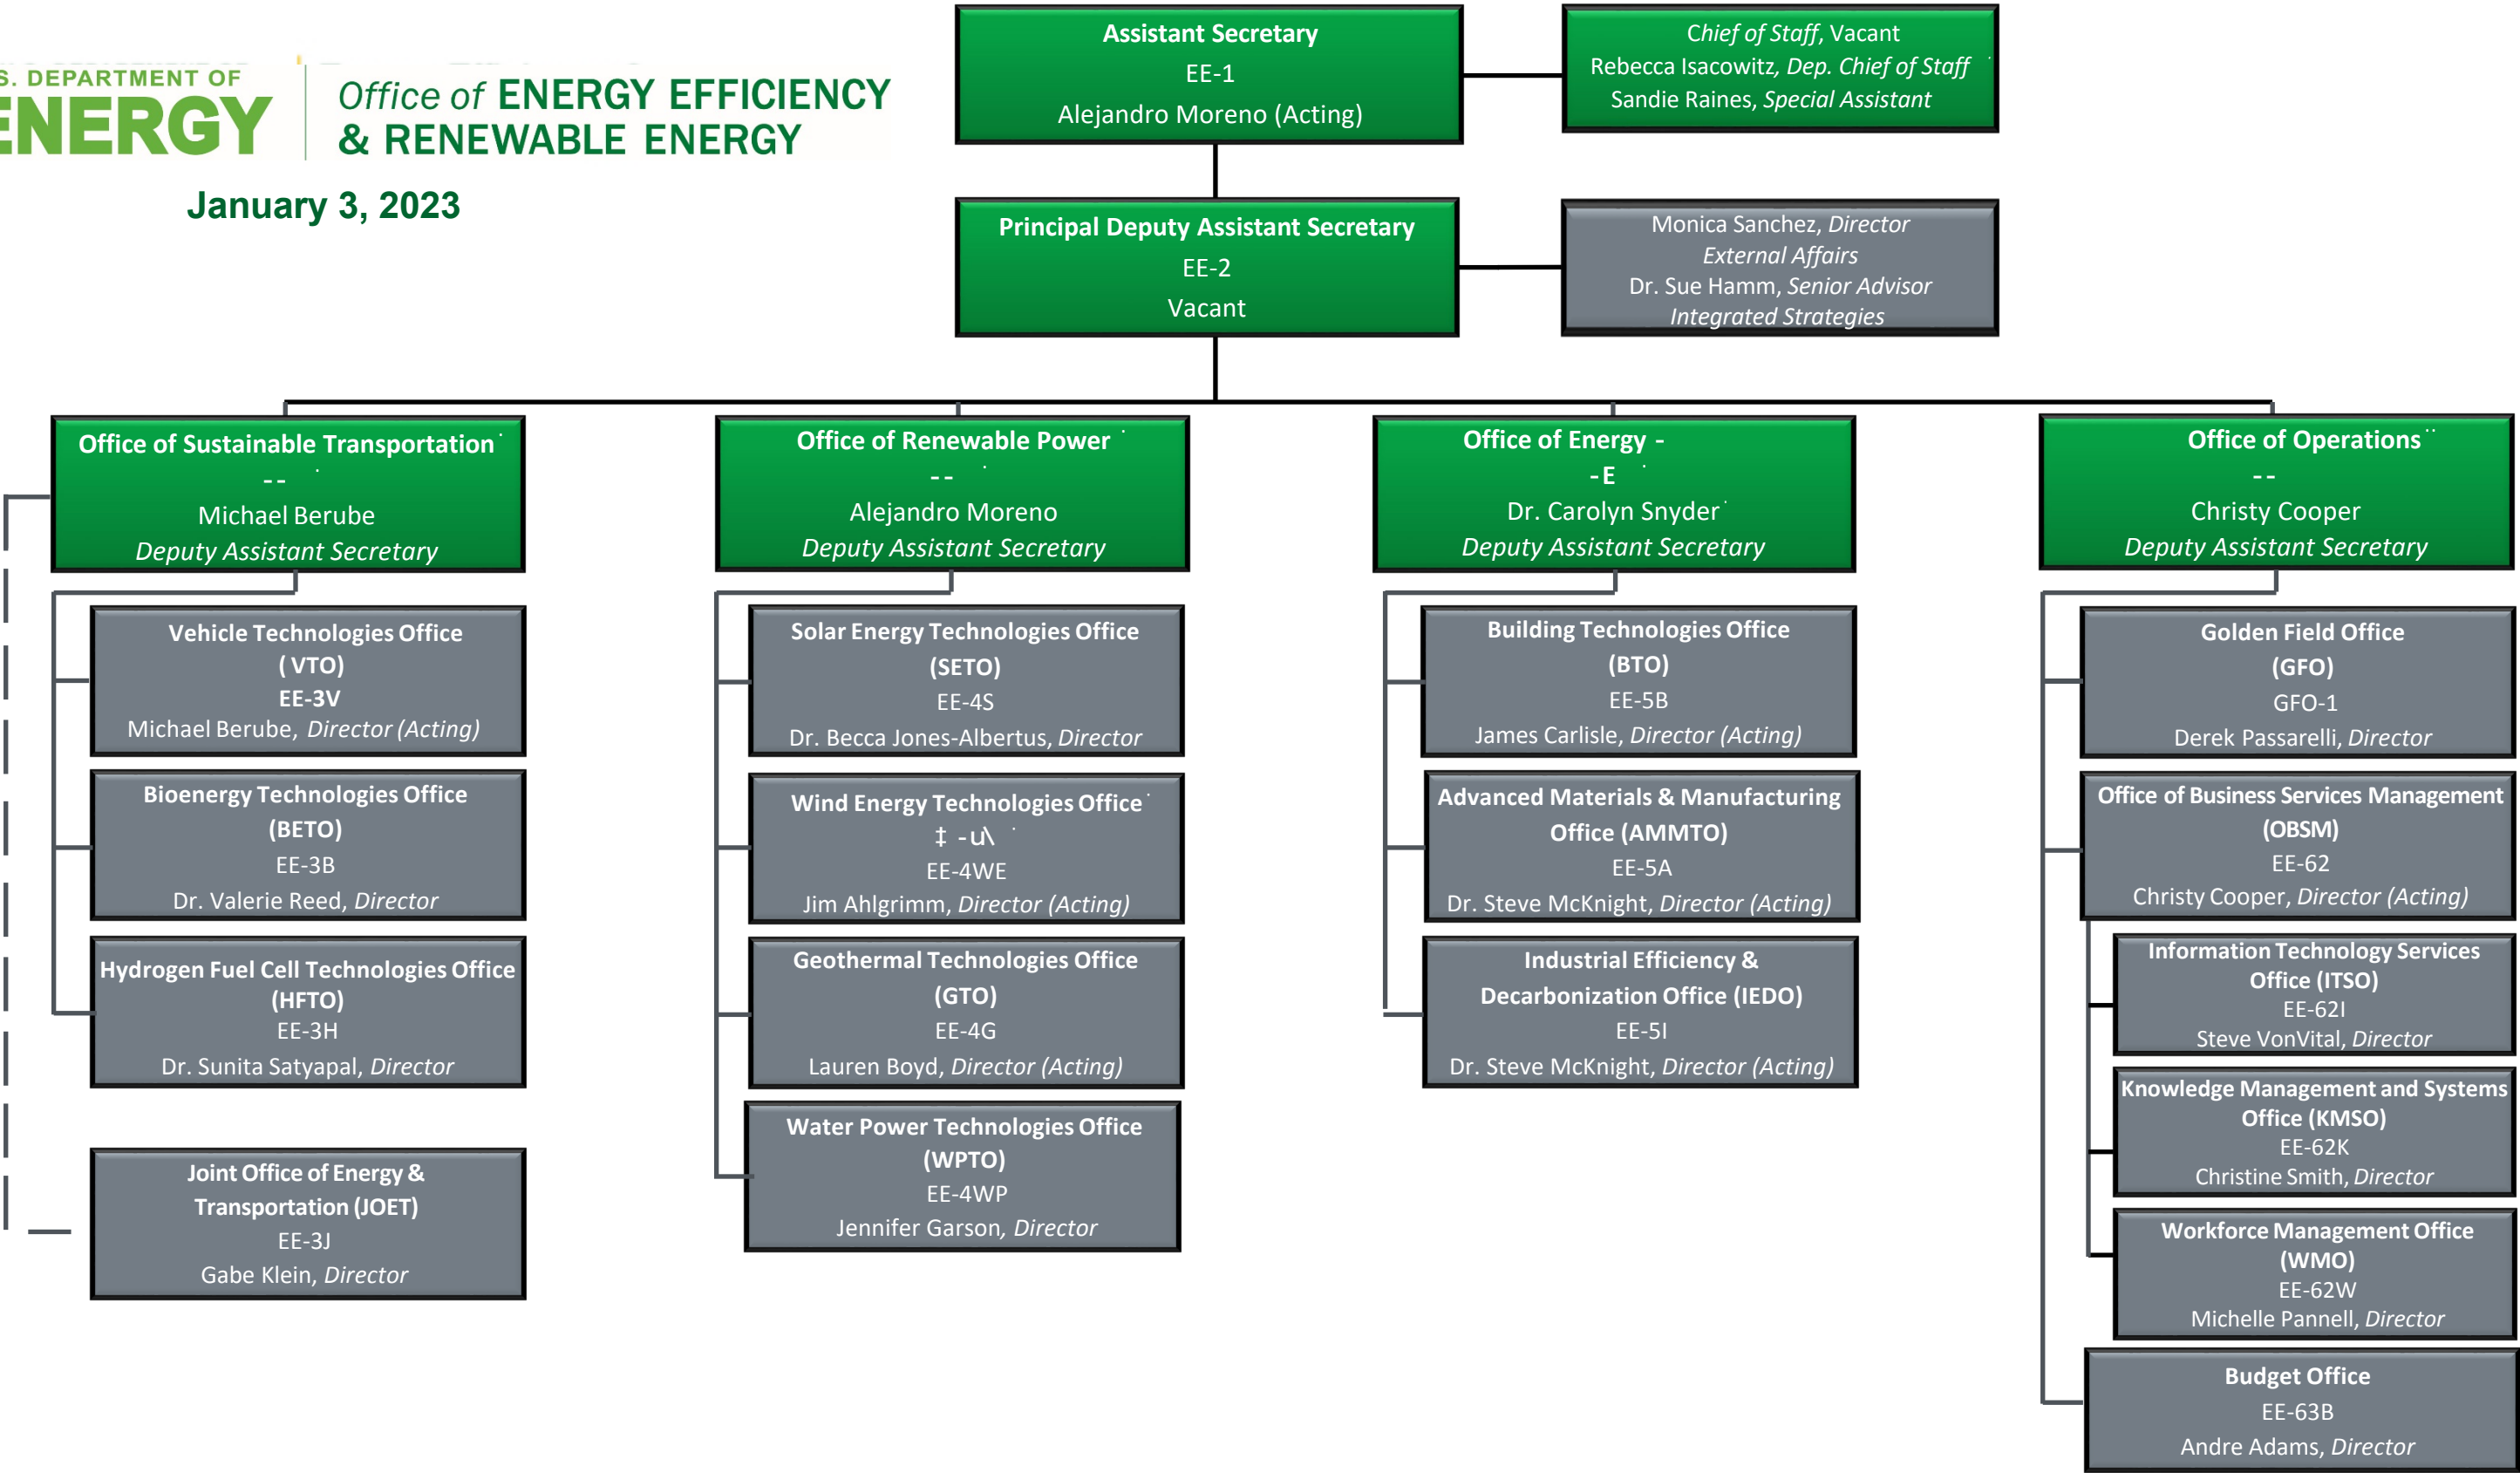 S. DEPARTMENT OF
ENERGY
Office of ENERGY EFFICIENCY
& RENEWABLE ENERGY
January 3, 2023
Assistant Secretary
EE-1
Alejandro Moreno (Acting)
Chief of Staff, Vacant
Rebecca Isacowitz, Dep. Chief of Staff
Sandie Raines, Special Assistant
Principal Deputy Assistant Secretary
EE-2
Vacant
Monica Sanchez, Director
External Affairs
Dr. Sue Hamm, Senior Advisor
Integrated Strategies
Office of Sustainable Transportation
--
Michael Berube
Deputy Assistant Secretary
Vehicle Technologies Office
( VTO)
EE-3V
Michael Berube, Director (Acting)
Bioenergy Technologies Office
(BETO)
EE-3B
Dr. Valerie Reed, Director
Hydrogen Fuel Cell Technologies Office
(HFTO)
EE-3H
Dr. Sunita Satyapal, Director
Joint Office of Energy &
Transportation (JOET)
EE-3J
Gabe Klein, Director
Office of Renewable Power
--
Alejandro Moreno
Deputy Assistant Secretary
Solar Energy Technologies Office
(SETO)
EE-4S
Dr. Becca Jones-Albertus, Director
Wind Energy Technologies Office
‡ -u\
EE-4WE
Jim Ahlgrimm, Director (Acting)
Geothermal Technologies Office
(GTO)
EE-4G
Lauren Boyd, Director (Acting)
Water Power Technologies Office
(WPTO)
EE-4WP
Jennifer Garson, Director
Office of Energy -
-E
Dr. Carolyn Snyder
Deputy Assistant Secretary
Building Technologies Office
(BTO)
EE-5B
James Carlisle, Director (Acting)
Advanced Materials & Manufacturing
Office (AMMTO)
EE-5A
Dr. Steve McKnight, Director (Acting)
Industrial Efficiency &
Decarbonization Office (IEDO)
EE-5I
Dr. Steve McKnight, Director (Acting)
Office of Operations
--
Christy Cooper
Deputy Assistant Secretary
Golden Field Office
(GFO)
GFO-1
Derek Passarelli, Director
Office of Business Services Management
(OBSM)
EE-62
Christy Cooper, Director (Acting)
Information Technology Services
Office (ITSO)
EE-62I
Steve VonVital, Director
Knowledge Management and Systems
Office (KMSO)
EE-62K
Christine Smith, Director
Workforce Management Office
(WMO)
EE-62W
Michelle Pannell, Director
Budget Office
EE-63B
Andre Adams, Director